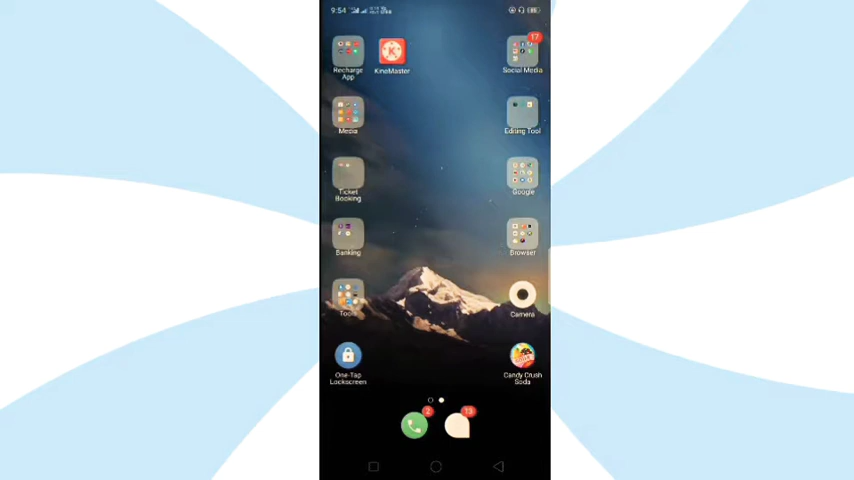 9:54
17
Recharge App
KineMaster
Social Media
Media
Editing Tool
Ticket Booking
Google
Banking
Browser
Tools
Camera
One-Tap Lockscreen
Candy Crush Soda
2
13